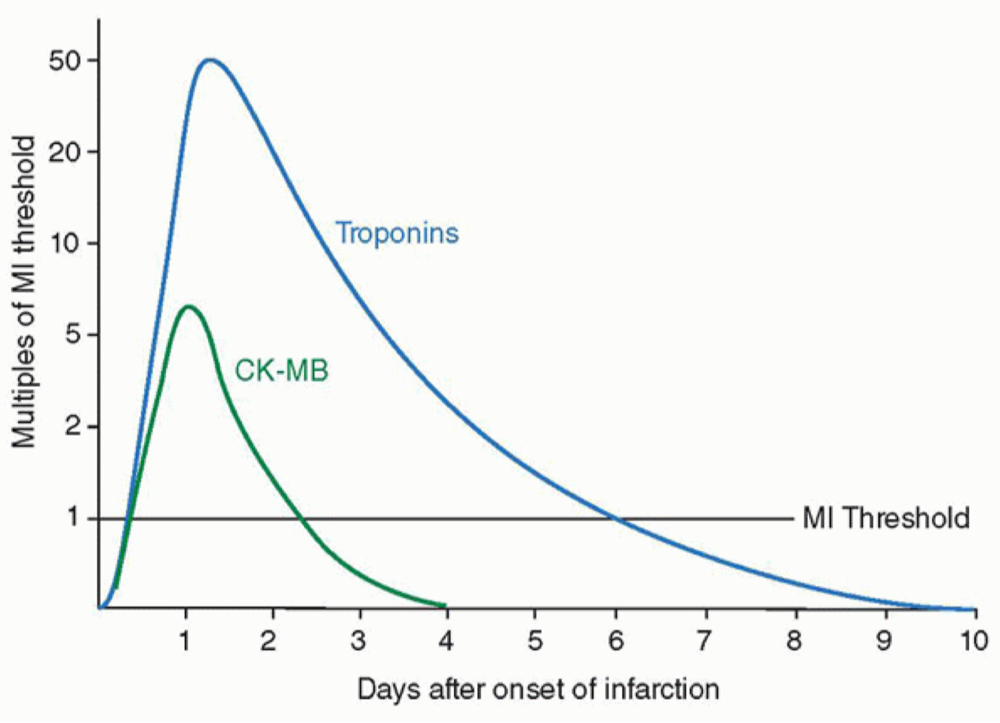 Multiples of MI threshold
50
20
10
5
2
1
Troponins
CK-MB
MI Threshold
1 2 3 4 5 6 7 8 9 10
Days after onset of infarction